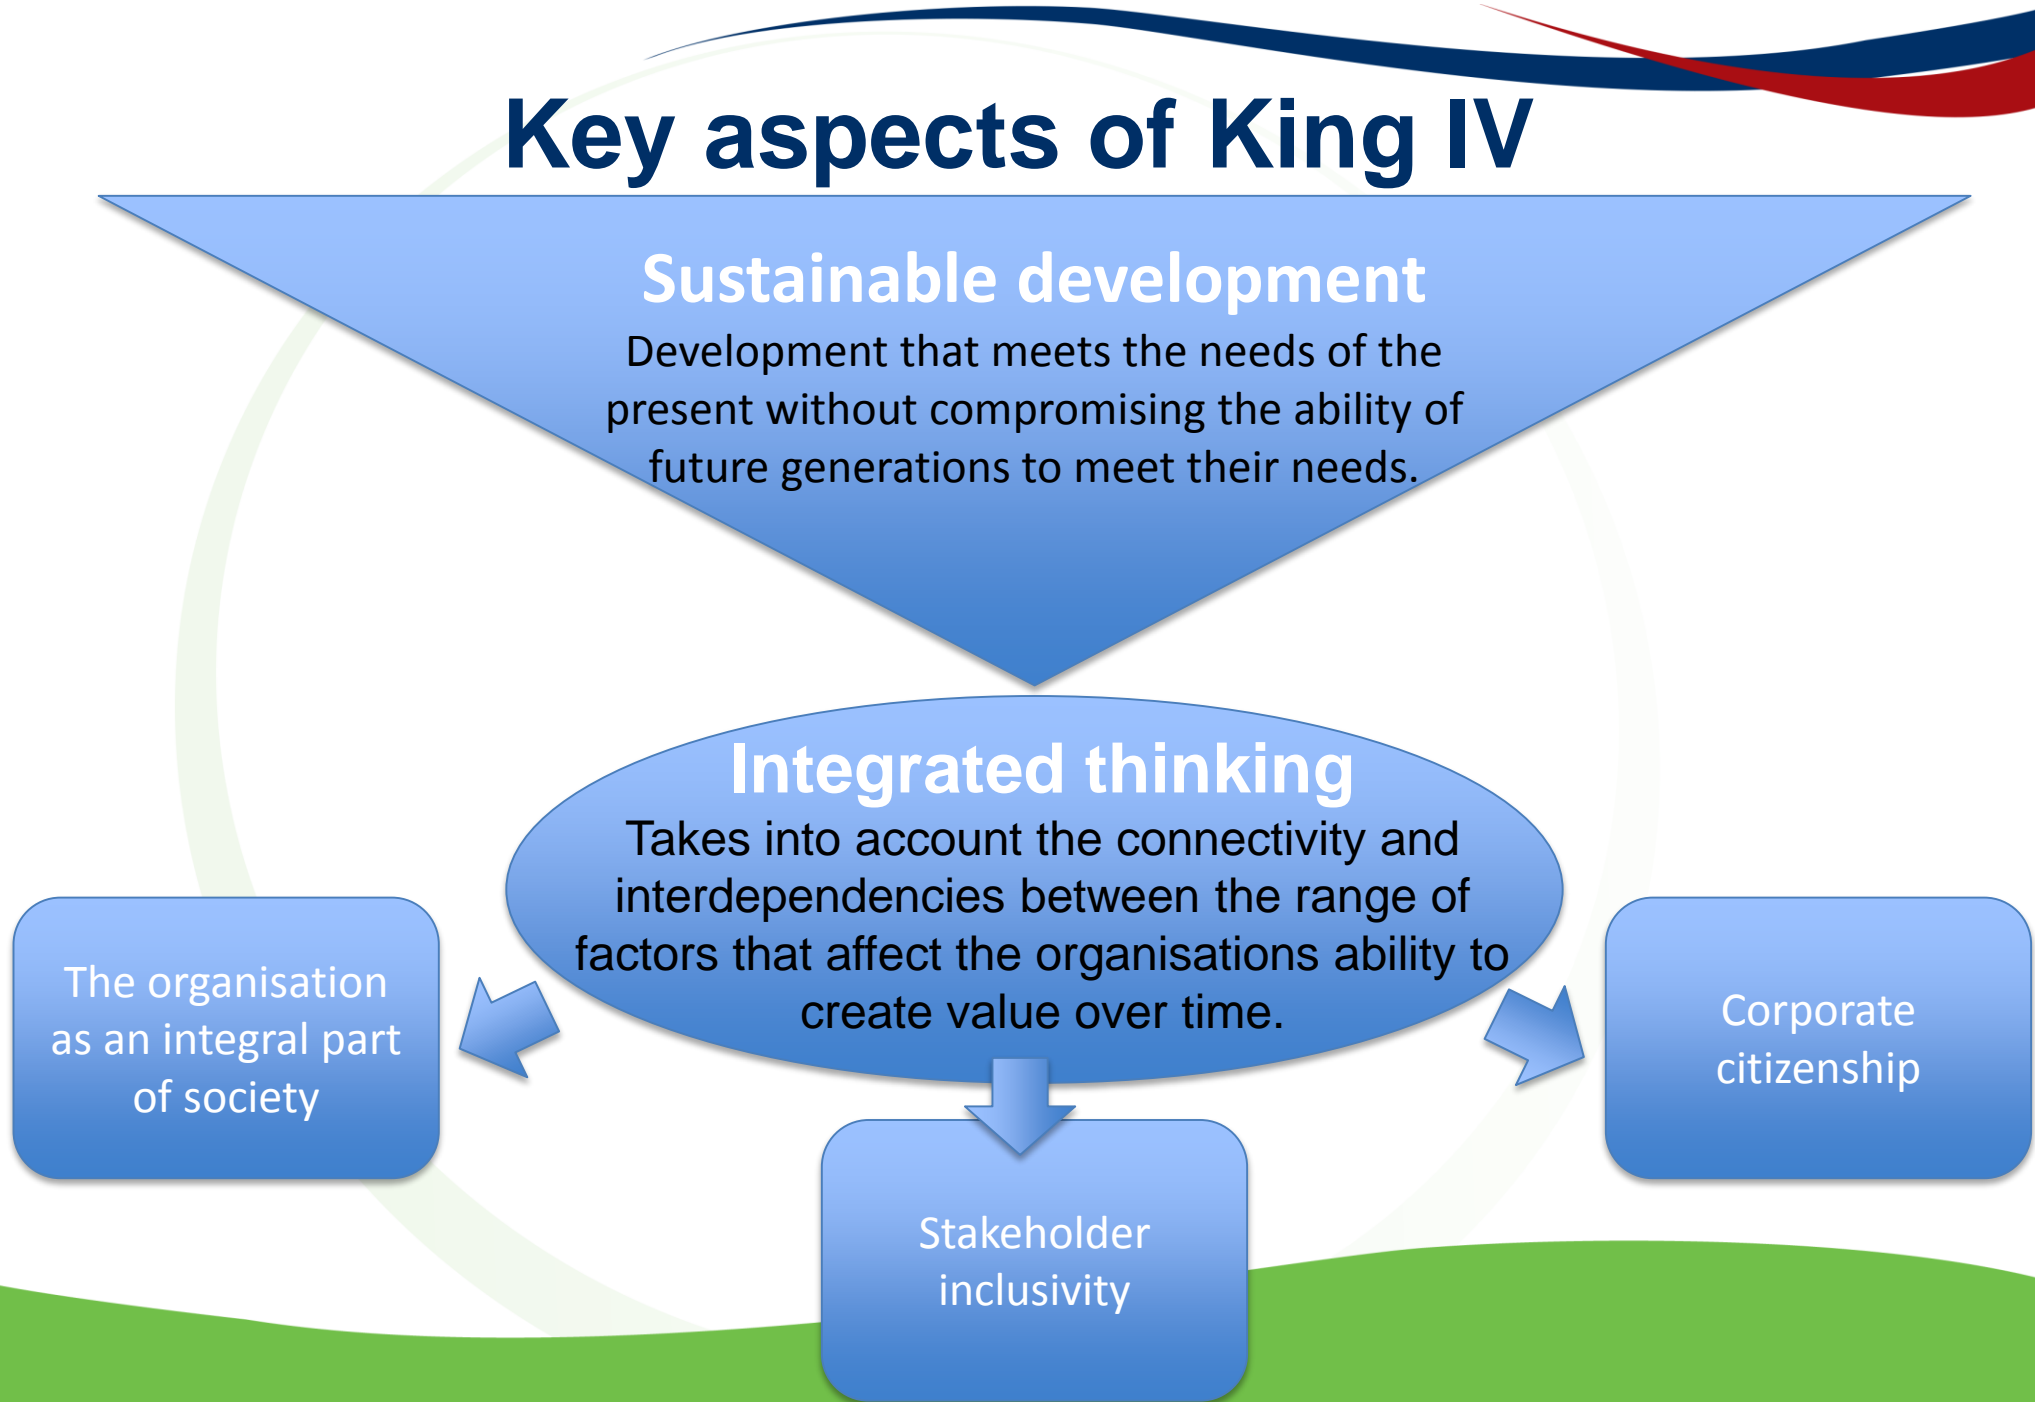 Key aspects of King IV
Sustainable development
Development that meets the needs of the
present without compromising the ability of
future generations to meet their needs.
Integrated thinking
Takes into account the connectivity and
interdependencies between the range of
factors that affect the organisations ability to
create value over time.
The organisation
as an integral part
of society
Stakeholder
inclusivity
Corporate
citizenship